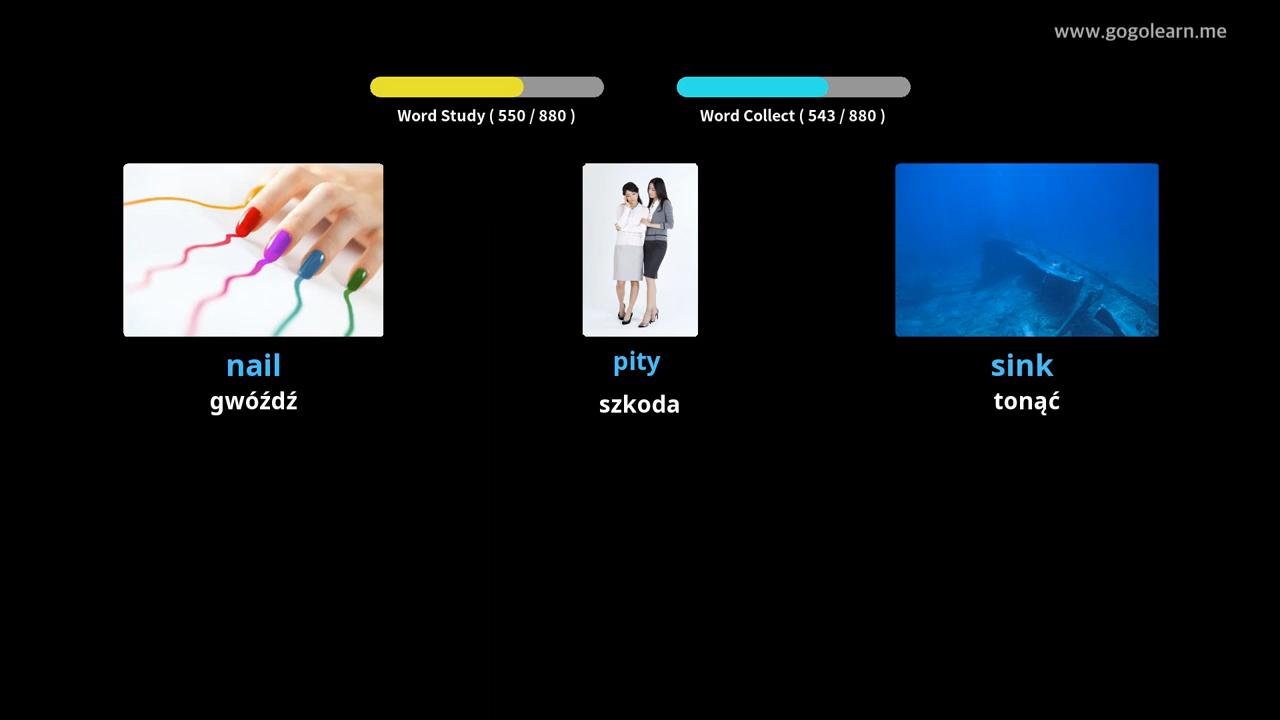 www.gogolearn.me
Word Study ( 550 / 880 )
Word Collect ( 543 / 880 )
nail
gwóźdź
pity
szkoda
sink
tonąć